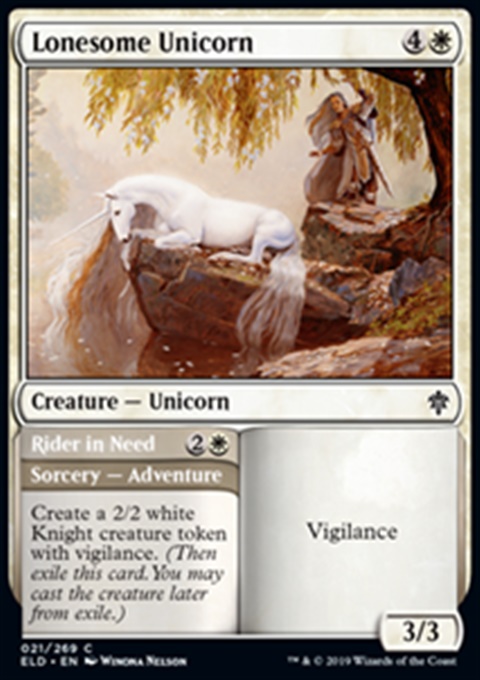 Lonesome Unicorn 4
Creature — Unicorn
Rider in Need 2
Sorcery — Adventure
Create a 2/2 white
Knight creature token
with vigilance. (Then
exile this card. You may
cast the creature later
from exile.)
Vigilance
3/3
021/269 C
ELD • EN Winona Nelson
™ & © 2019 Wizards of the Coast